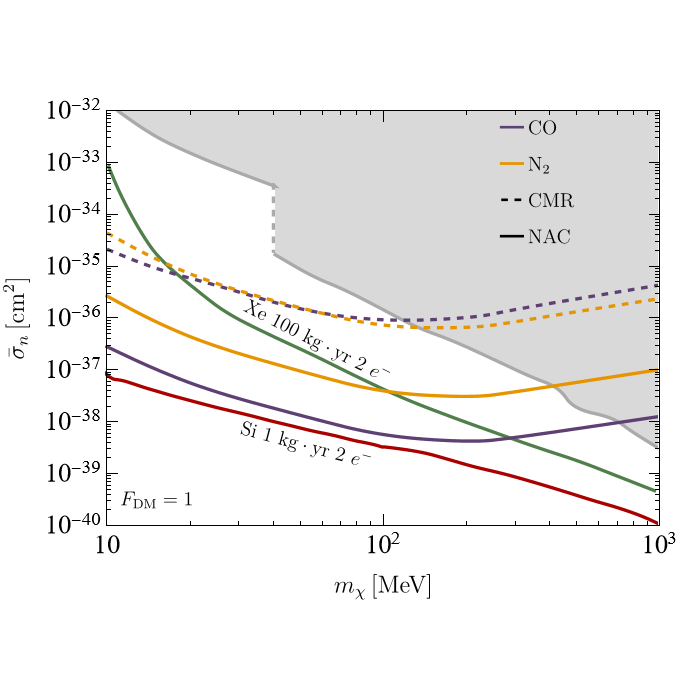 10⁻³²
10⁻³³
10⁻³⁴
10⁻³⁵
10⁻³⁶
10⁻³⁷
10⁻³⁸
10⁻³⁹
10⁻⁴⁰
σ̄ₙ [cm²]
CO
N₂
CMR
NAC
Xe 100 kg · yr 2 e⁻
Si 1 kg · yr 2 e⁻
F_DM = 1
10 10² 10³
m_χ [MeV]